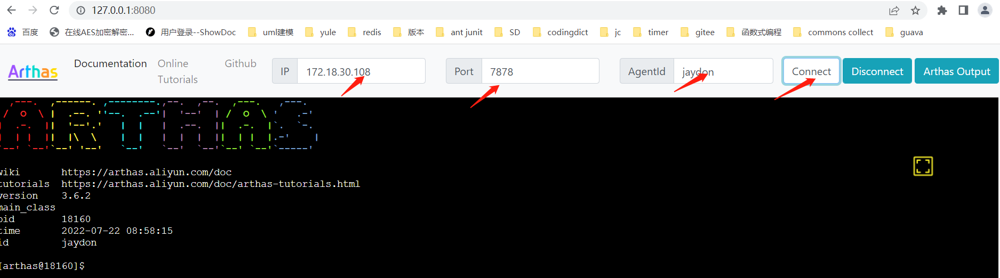 127.0.0.1:8080
百度 在线AES加密解密... 用户登录--ShowDoc uml建模 yule redis 版本 ant junit SD codingdict jc timer gitee 函数式编程 commons collect guava
Arthas Documentation Online Tutorials Github IP 172.18.30.108 Port 7878 AgentId jaydon Connect Disconnect Arthas Output
ARTHAS
wiki https://arthas.aliyun.com/doc
tutorials https://arthas.aliyun.com/doc/arthas-tutorials.html
version 3.6.2
main_class
pid 18160
time 2022-07-22 08:58:15
id jaydon
[arthas@18160]$